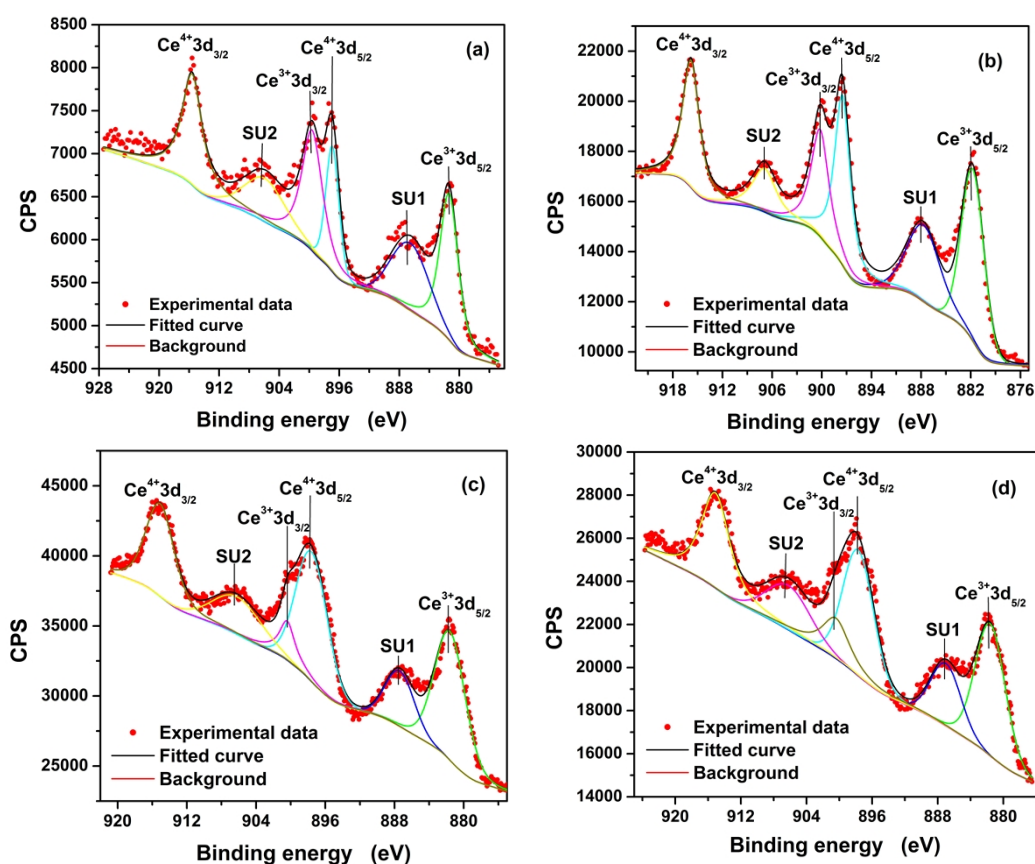 (a)
Ce⁴⁺3d₃/₂
Ce⁴⁺3d₅/₂
Ce³⁺3d₃/₂
SU2
Ce³⁺3d₅/₂
SU1
8500
8000
7500
7000
6500
6000
5500
5000
4500
CPS
Experimental data
Fitted curve
Background
928 920 912 904 896 888 880
Binding energy (eV)
(b)
Ce⁴⁺3d₃/₂
Ce⁴⁺3d₅/₂
Ce³⁺3d₃/₂
SU2
Ce³⁺3d₅/₂
SU1
22000
20000
18000
16000
14000
12000
10000
CPS
Experimental data
Fitted curve
Background
918 912 906 900 894 888 882 876
Binding energy (eV)
(c)
Ce⁴⁺3d₃/₂
Ce⁴⁺3d₅/₂
Ce³⁺3d₃/₂
SU2
Ce³⁺3d₅/₂
SU1
45000
40000
35000
30000
25000
CPS
Experimental data
Fitted curve
Background
920 912 904 896 888 880
Binding energy (eV)
(d)
Ce⁴⁺3d₃/₂
Ce⁴⁺3d₅/₂
Ce³⁺3d₃/₂
SU2
Ce³⁺3d₅/₂
SU1
30000
28000
26000
24000
22000
20000
18000
16000
14000
CPS
Experimental data
Fitted curve
Background
920 912 904 896 888 880
Binding energy (eV)